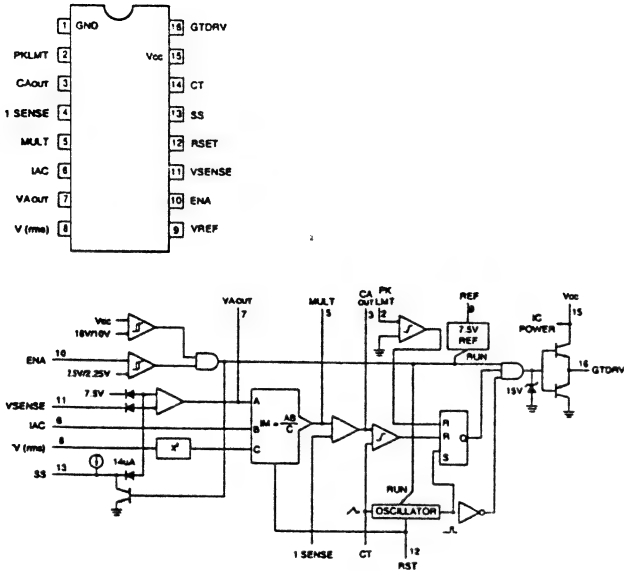 1 GND 16 GTDRV
PKLMT 2 Vcc 15
CAOUT 3 14 CT
1 SENSE 4 13 SS
MULT 5 12 RSET
IAC 6 11 VSENSE
VAOUT 7 10 ENA
V (rms) 8 9 VREF
2
VAOUT
7
MULT
5
CA
OUT
3
PK
LMT
2
REF
9
7.5V
REF
RUN
Vcc
15
IC
POWER
Vcc
16V/10V
ENA 10
2.5V/2.25V
7.5V
VSENSE 11
IAC 6
V (rms) 8
X²
SS 13
14uA
A
B
C
IM = AB/C
R
R
S
Q
15V
16
GTDRV
RUN
OSCILLATOR
1 SENSE
CT
12
RST